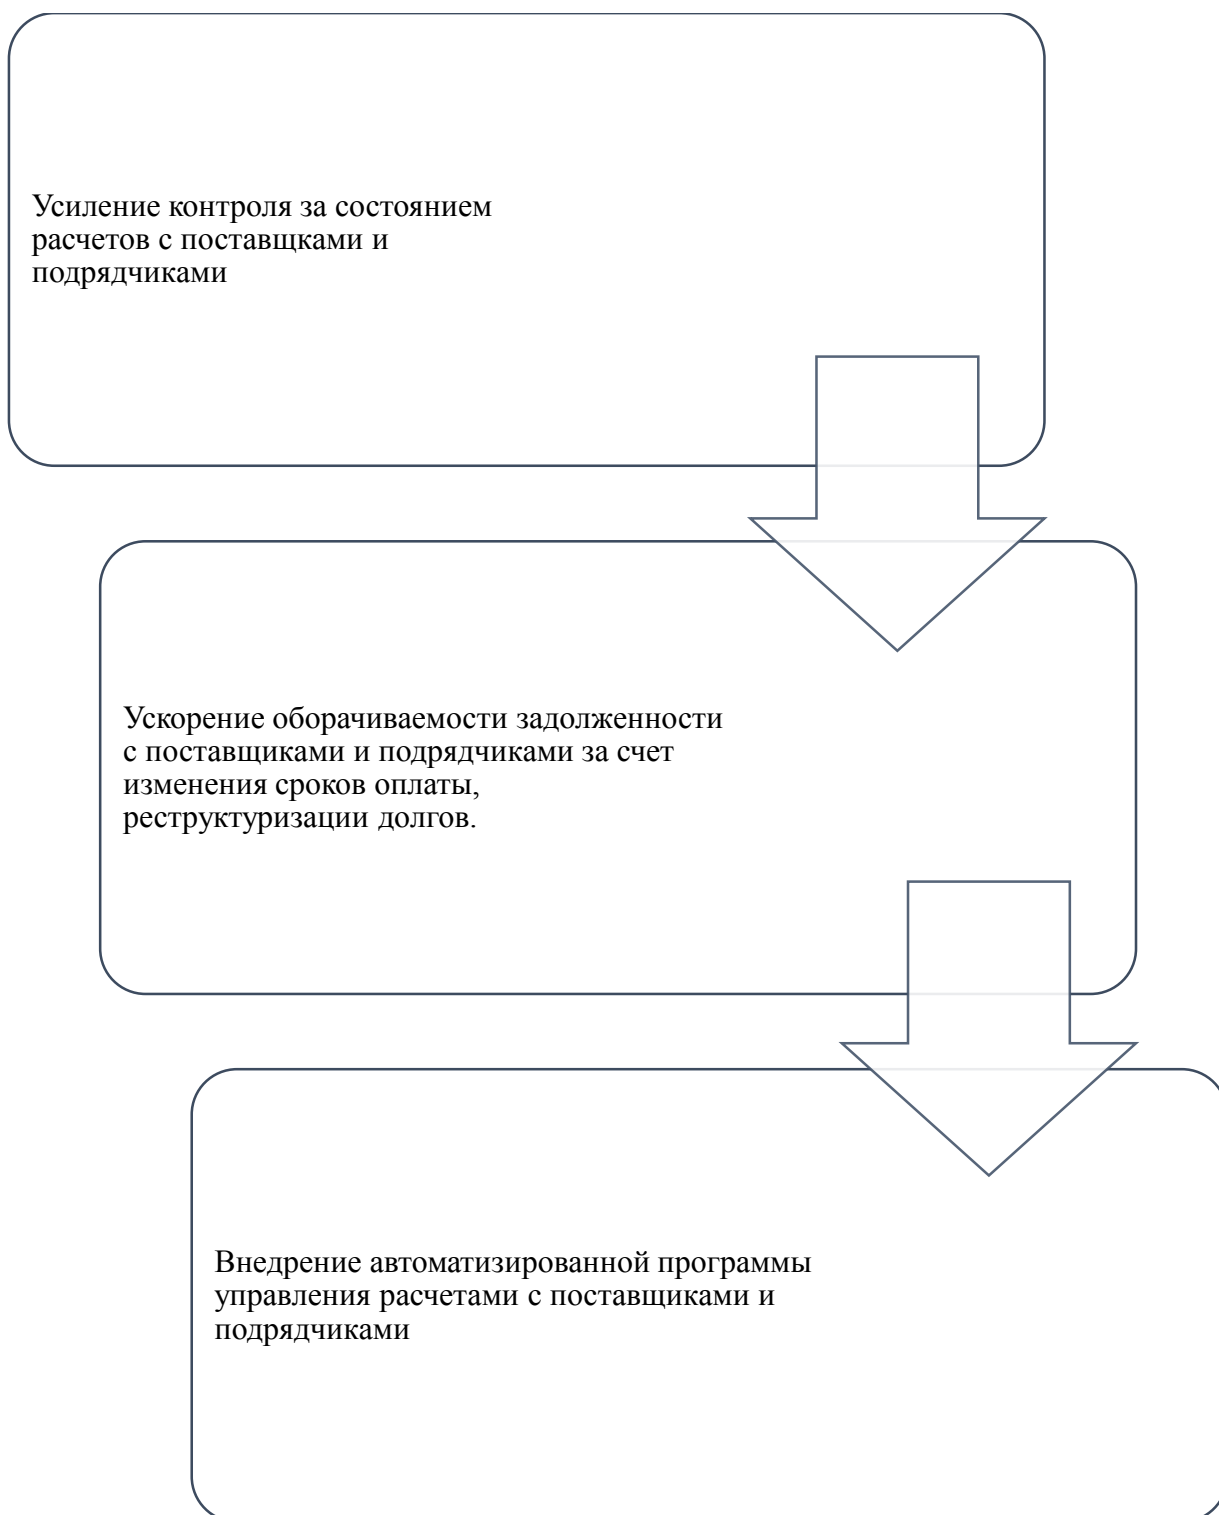 Усиление контроля за состоянием
расчетов с поставщками и
подрядчиками
Ускорение оборачиваемости задолженности
с поставщиками и подрядчиками за счет
изменения сроков оплаты,
реструктуризации долгов.
Внедрение автоматизированной программы
управления расчетами с поставщиками и
подрядчиками